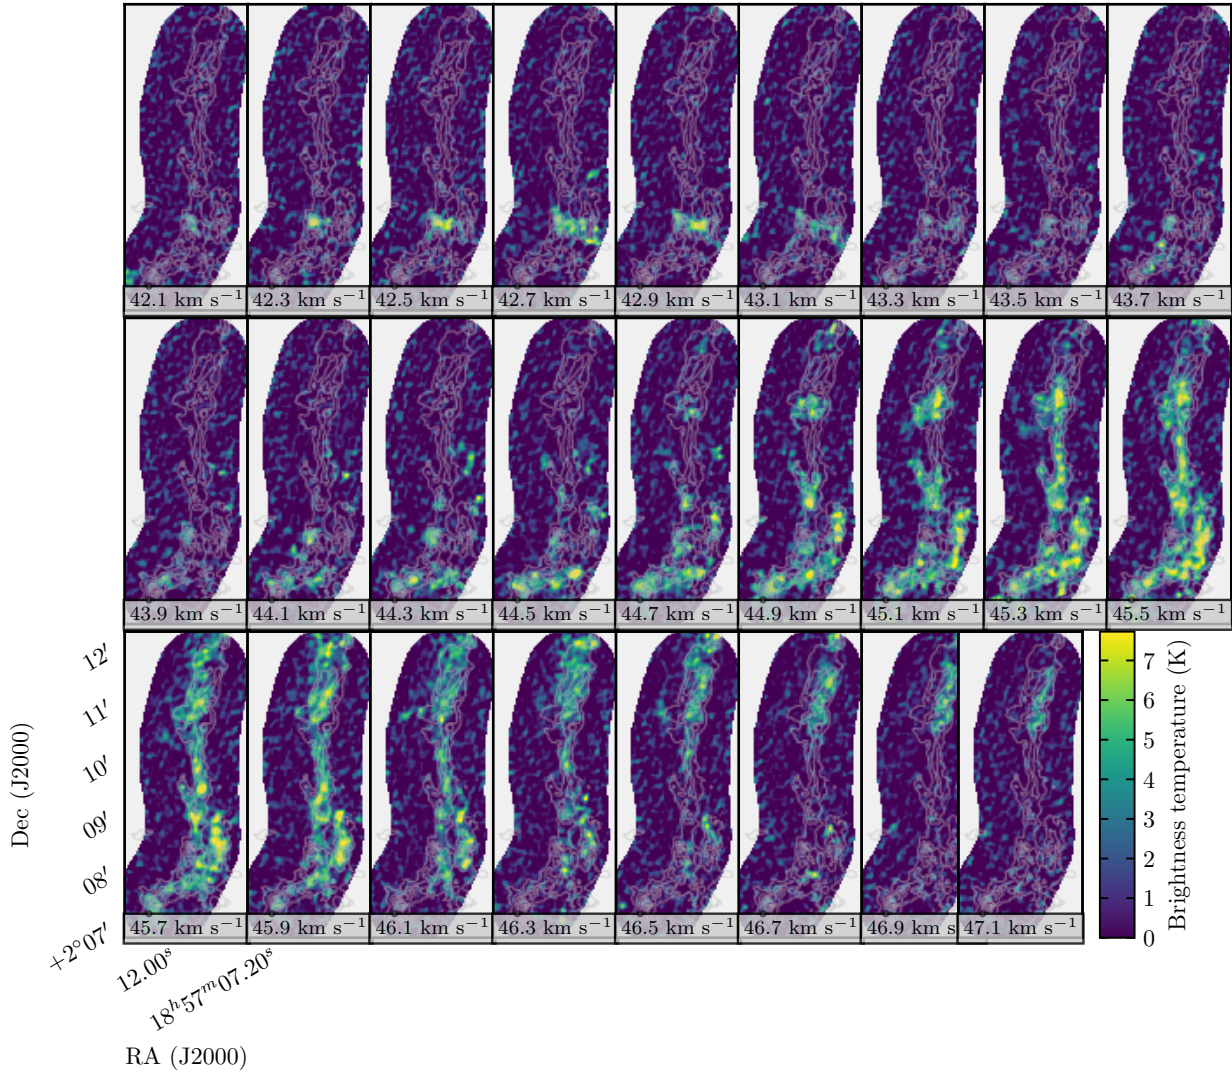 42.1 km s⁻¹ 42.3 km s⁻¹ 42.5 km s⁻¹ 42.7 km s⁻¹ 42.9 km s⁻¹ 43.1 km s⁻¹ 43.3 km s⁻¹ 43.5 km s⁻¹ 43.7 km s⁻¹
43.9 km s⁻¹ 44.1 km s⁻¹ 44.3 km s⁻¹ 44.5 km s⁻¹ 44.7 km s⁻¹ 44.9 km s⁻¹ 45.1 km s⁻¹ 45.3 km s⁻¹ 45.5 km s⁻¹
12′
11′
10′
09′
08′
+2°07′
Dec (J2000)
45.7 km s⁻¹ 45.9 km s⁻¹ 46.1 km s⁻¹ 46.3 km s⁻¹ 46.5 km s⁻¹ 46.7 km s⁻¹ 46.9 km s 47.1 km s⁻¹
7
6
5
4
3
2
1
0
Brightness temperature (K)
12.00ˢ
18ʰ57ᵐ07.20ˢ
RA (J2000)